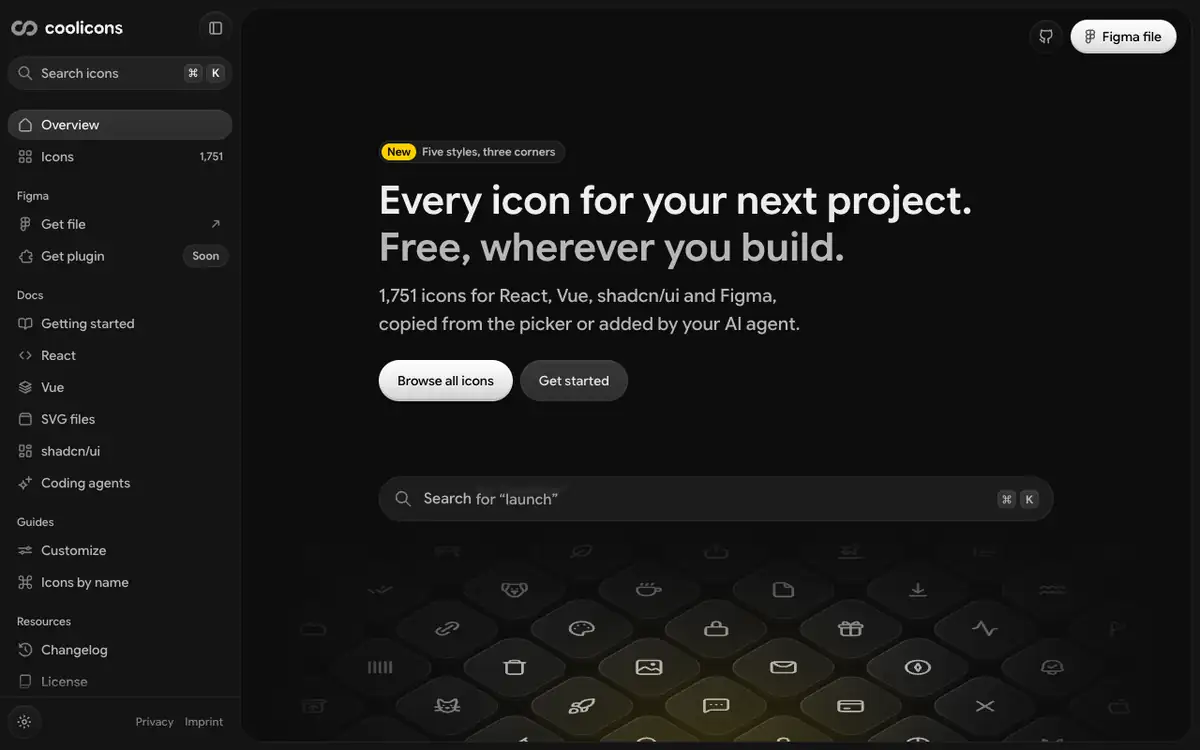 coolicons
Search icons
⌘ K
Overview
Icons
1,751
Figma
Get file
Get plugin
Soon
Docs
Getting started
React
Vue
SVG files
shadcn/ui
Coding agents
Guides
Customize
Icons by name
Resources
Changelog
License
Privacy
Imprint
Figma file
New
Five styles, three corners
Every icon for your next project.
Free, wherever you build.
1,751 icons for React, Vue, shadcn/ui and Figma,
copied from the picker or added by your AI agent.
Browse all icons
Get started
Search for “launch”
⌘ K